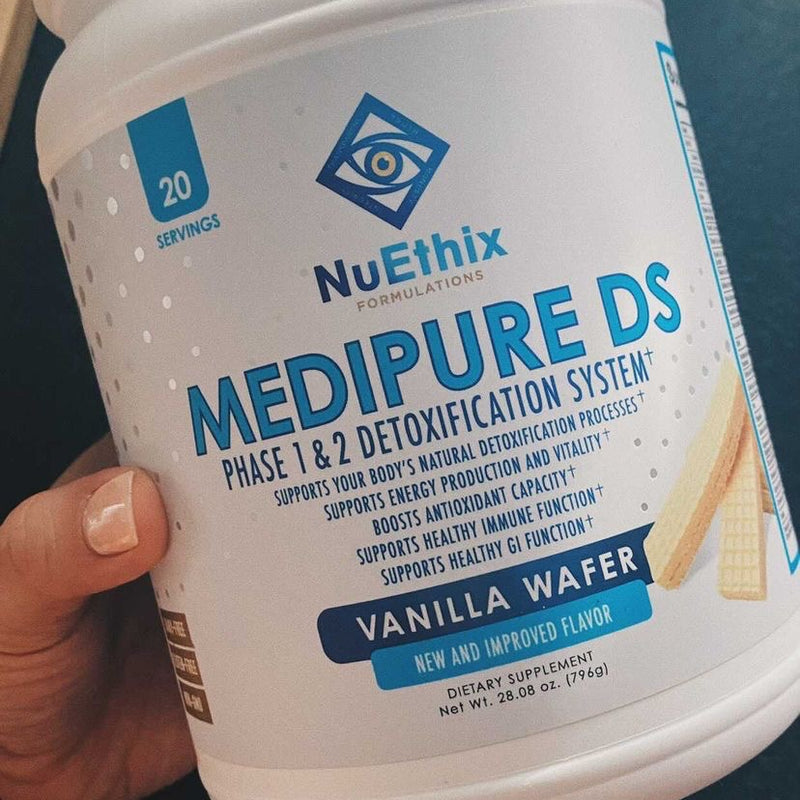 20
SERVINGS
NuEthix
FORMULATIONS
MEDIPURE DS
PHASE 1 & 2 DETOXIFICATION SYSTEM†
SUPPORTS YOUR BODY'S NATURAL DETOXIFICATION PROCESSES†
SUPPORTS ENERGY PRODUCTION AND VITALITY†
BOOSTS ANTIOXIDANT CAPACITY†
SUPPORTS HEALTHY IMMUNE FUNCTION†
SUPPORTS HEALTHY GI FUNCTION†
VANILLA WAFER
NEW AND IMPROVED FLAVOR
DIETARY SUPPLEMENT
Net Wt. 28.08 oz. (796g)